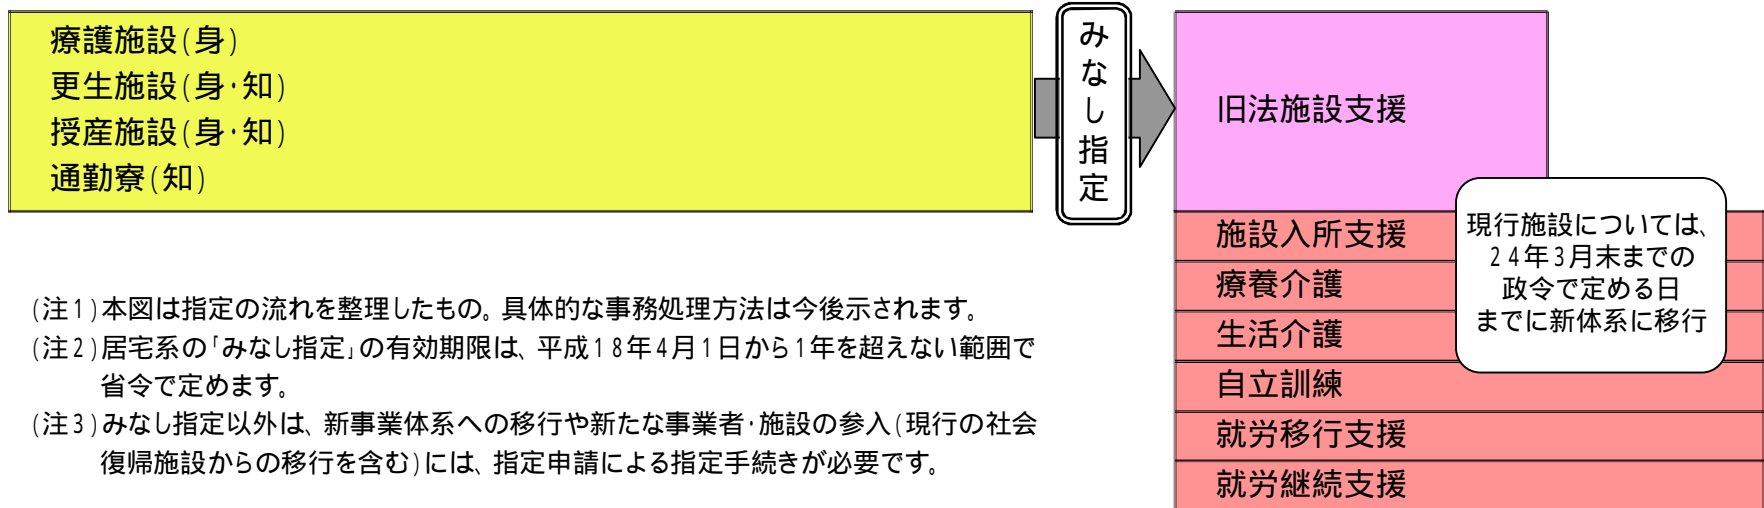 療護施設(身)
更生施設(身・知)
授産施設(身・知)
通勤寮(知)
みなし指定
旧法施設支援
現行施設については、
24年3月末までの
政令で定める日
までに新体系に移行
施設入所支援
療養介護
生活介護
自立訓練
就労移行支援
就労継続支援
(注1)本図は指定の流れを整理したもの。具体的な事務処理方法は今後示されます。
(注2)居宅系の「みなし指定」の有効期限は、平成18年4月1日から1年を超えない範囲で
省令で定めます。
(注3)みなし指定以外は、新事業体系への移行や新たな事業者・施設の参入(現行の社会
復帰施設からの移行を含む)には、指定申請による指定手続きが必要です。